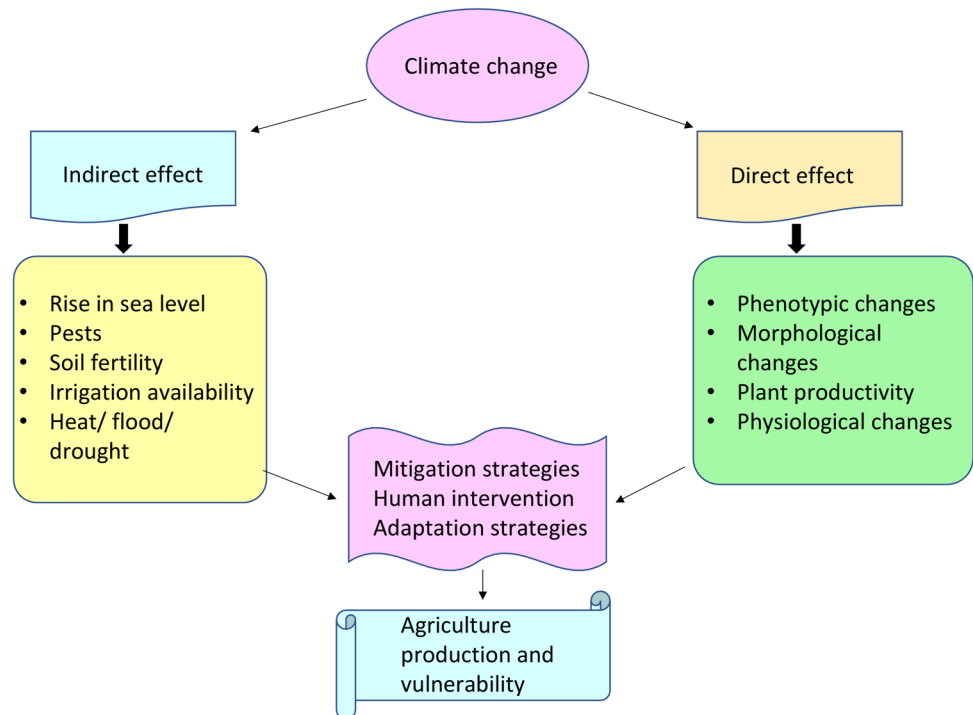 Climate change
Indirect effect
Direct effect
• Rise in sea level
• Pests
• Soil fertility
• Irrigation availability
• Heat/ flood/
drought
• Phenotypic changes
• Morphological
changes
• Plant productivity
• Physiological changes
Mitigation strategies
Human intervention
Adaptation strategies
Agriculture
production and
vulnerability